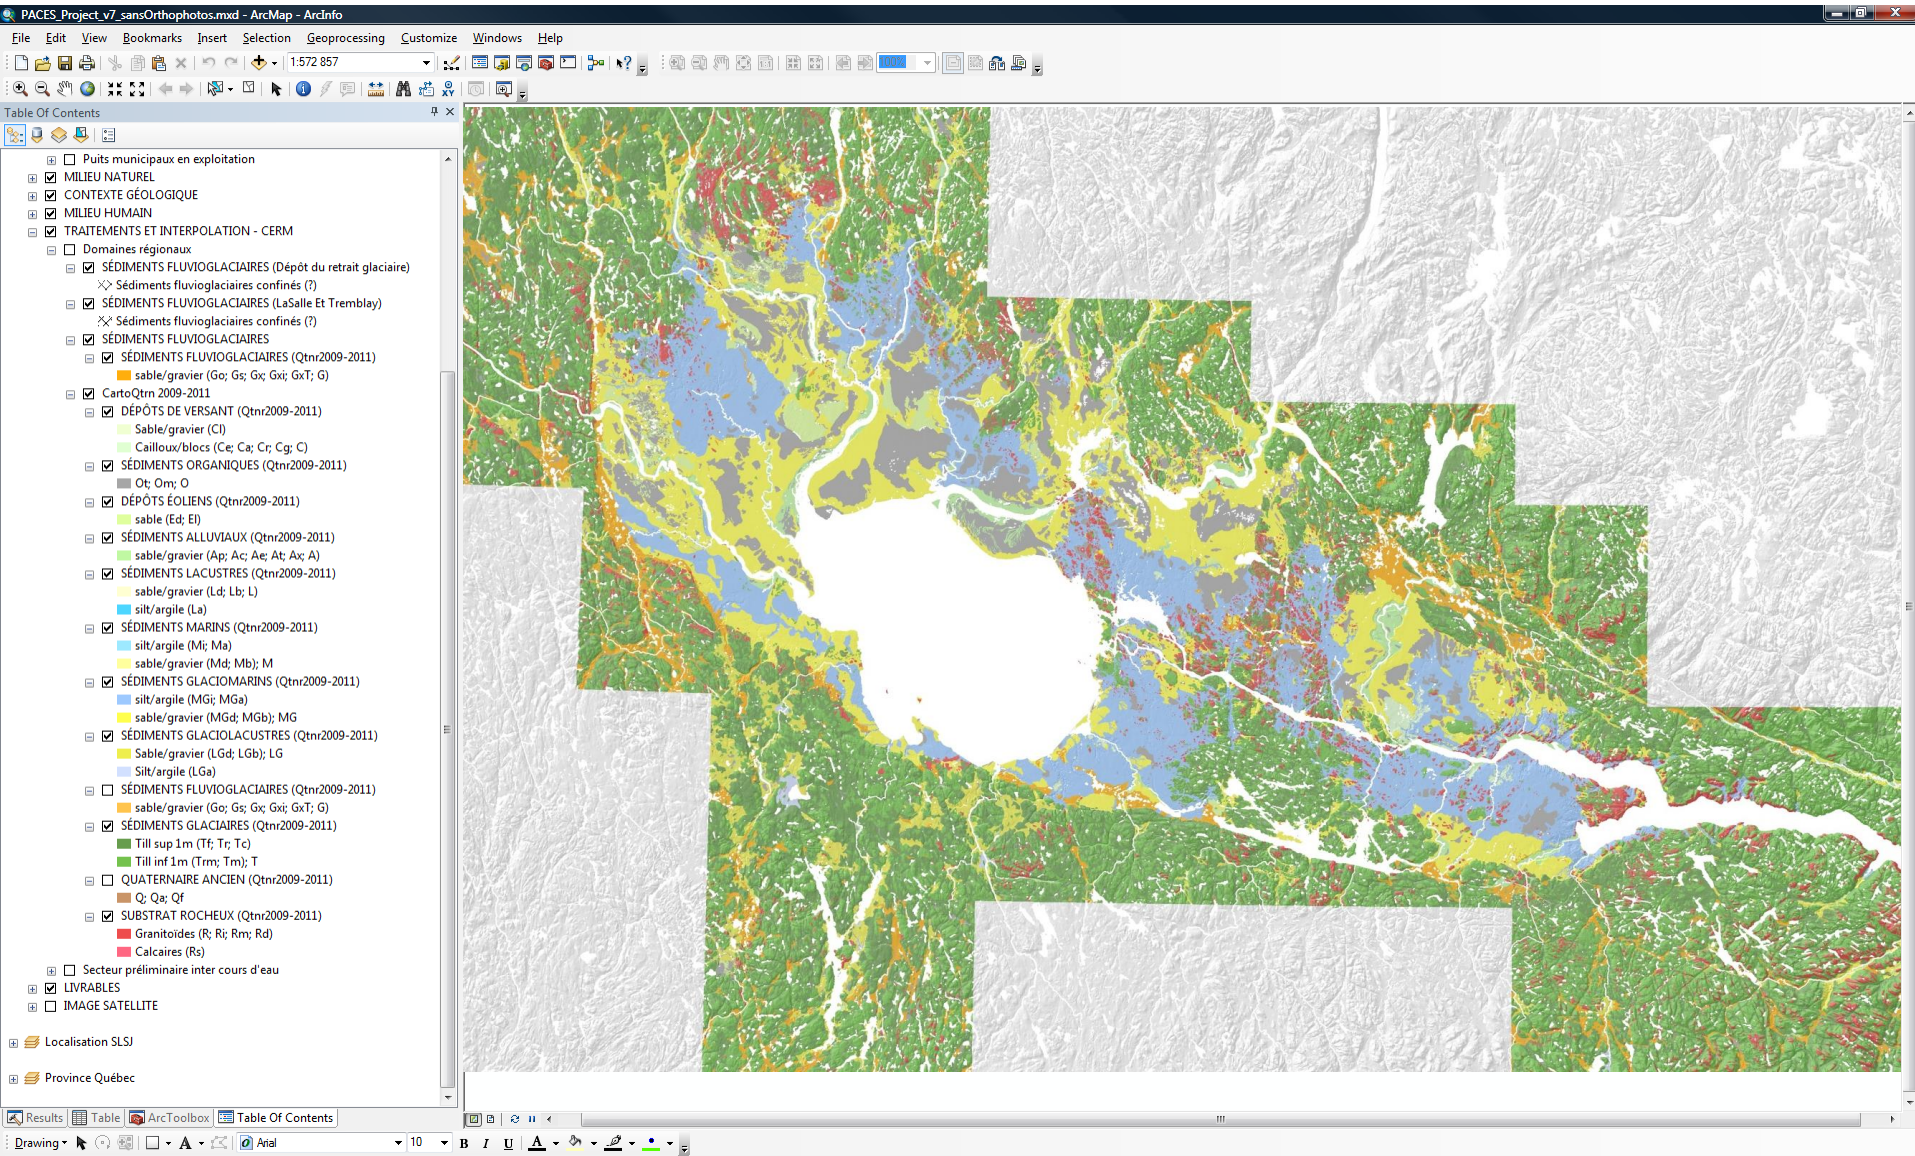 PACES_Project_v7_sansOrthophotos.mxd - ArcMap - ArcInfo
File Edit View Bookmarks Insert Selection Geoprocessing Customize Windows Help
1:572 857
100%
Table Of Contents
Puits municipaux en exploitation
MILIEU NATUREL
CONTEXTE GÉOLOGIQUE
MILIEU HUMAIN
TRAITEMENTS ET INTERPOLATION - CERM
Domaines régionaux
SÉDIMENTS FLUVIOGLACIAIRES (Dépôt du retrait glaciaire)
Sédiments fluvioglaciaires confinés (?)
SÉDIMENTS FLUVIOGLACIAIRES (LaSalle Et Tremblay)
Sédiments fluvioglaciaires confinés (?)
SÉDIMENTS FLUVIOGLACIAIRES
SÉDIMENTS FLUVIOGLACIAIRES (Qtnr2009-2011)
sable/gravier (Go; Gs; Gx; Gxi; GxT; G)
CartoQtrn 2009-2011
DÉPÔTS DE VERSANT (Qtnr2009-2011)
Sable/gravier (Cl)
Cailloux/blocs (Ce; Ca; Cr; Cg; C)
SÉDIMENTS ORGANIQUES (Qtnr2009-2011)
Ot; Om; O
DÉPÔTS ÉOLIENS (Qtnr2009-2011)
sable (Ed; El)
SÉDIMENTS ALLUVIAUX (Qtnr2009-2011)
sable/gravier (Ap; Ac; Ae; At; Ax; A)
SÉDIMENTS LACUSTRES (Qtnr2009-2011)
sable/gravier (Ld; Lb; L)
silt/argile (La)
SÉDIMENTS MARINS (Qtnr2009-2011)
silt/argile (Mi; Ma)
sable/gravier (Md; Mb); M
SÉDIMENTS GLACIOMARINS (Qtnr2009-2011)
silt/argile (MGi; MGa)
sable/gravier (MGd; MGb); MG
SÉDIMENTS GLACIOLACUSTRES (Qtnr2009-2011)
Sable/gravier (LGd; LGb); LG
Silt/argile (LGa)
SÉDIMENTS FLUVIOGLACIAIRES (Qtnr2009-2011)
sable/gravier (Go; Gs; Gx; Gxi; GxT; G)
SÉDIMENTS GLACIAIRES (Qtnr2009-2011)
Till sup 1m (Tf; Tr; Tc)
Till inf 1m (Trm; Tm); T
QUATERNAIRE ANCIEN (Qtnr2009-2011)
Q; Qa; Qf
SUBSTRAT ROCHEUX (Qtnr2009-2011)
Granitoïdes (R; Ri; Rm; Rd)
Calcaires (Rs)
Secteur préliminaire inter cours d'eau
LIVRABLES
IMAGE SATELLITE
Localisation SLSJ
Province Québec
Results Table ArcToolbox Table Of Contents
Drawing A Arial 10 B I U A